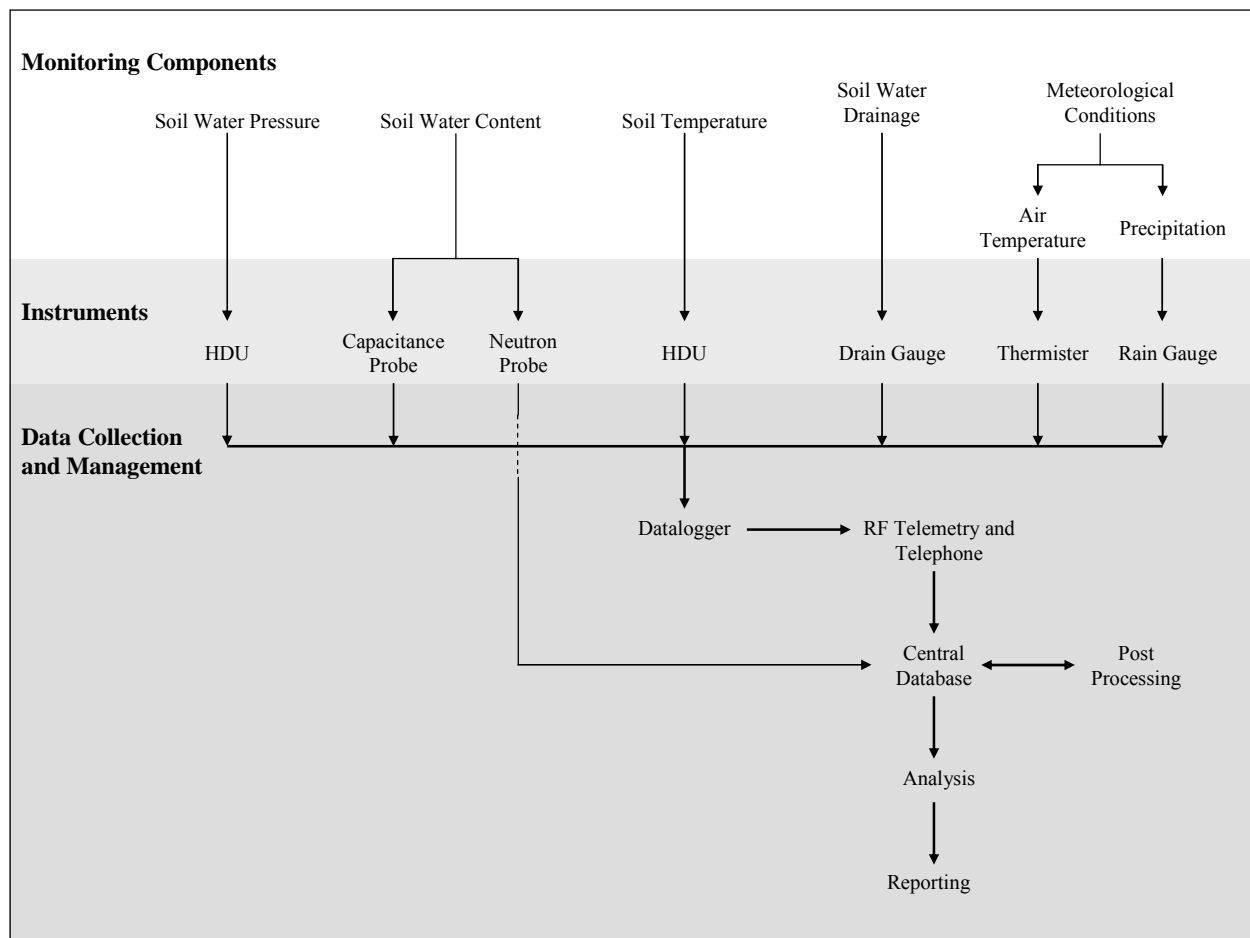 Monitoring Components
Soil Water Pressure
Soil Water Content
Soil Temperature
Soil Water
Drainage
Meteorological
Conditions
Air
Temperature
Precipitation
Instruments
HDU
Capacitance
Probe
Neutron
Probe
HDU
Drain Gauge
Thermister
Rain Gauge
Data Collection
and Management
Datalogger
RF Telemetry and
Telephone
Central
Database
Post
Processing
Analysis
Reporting